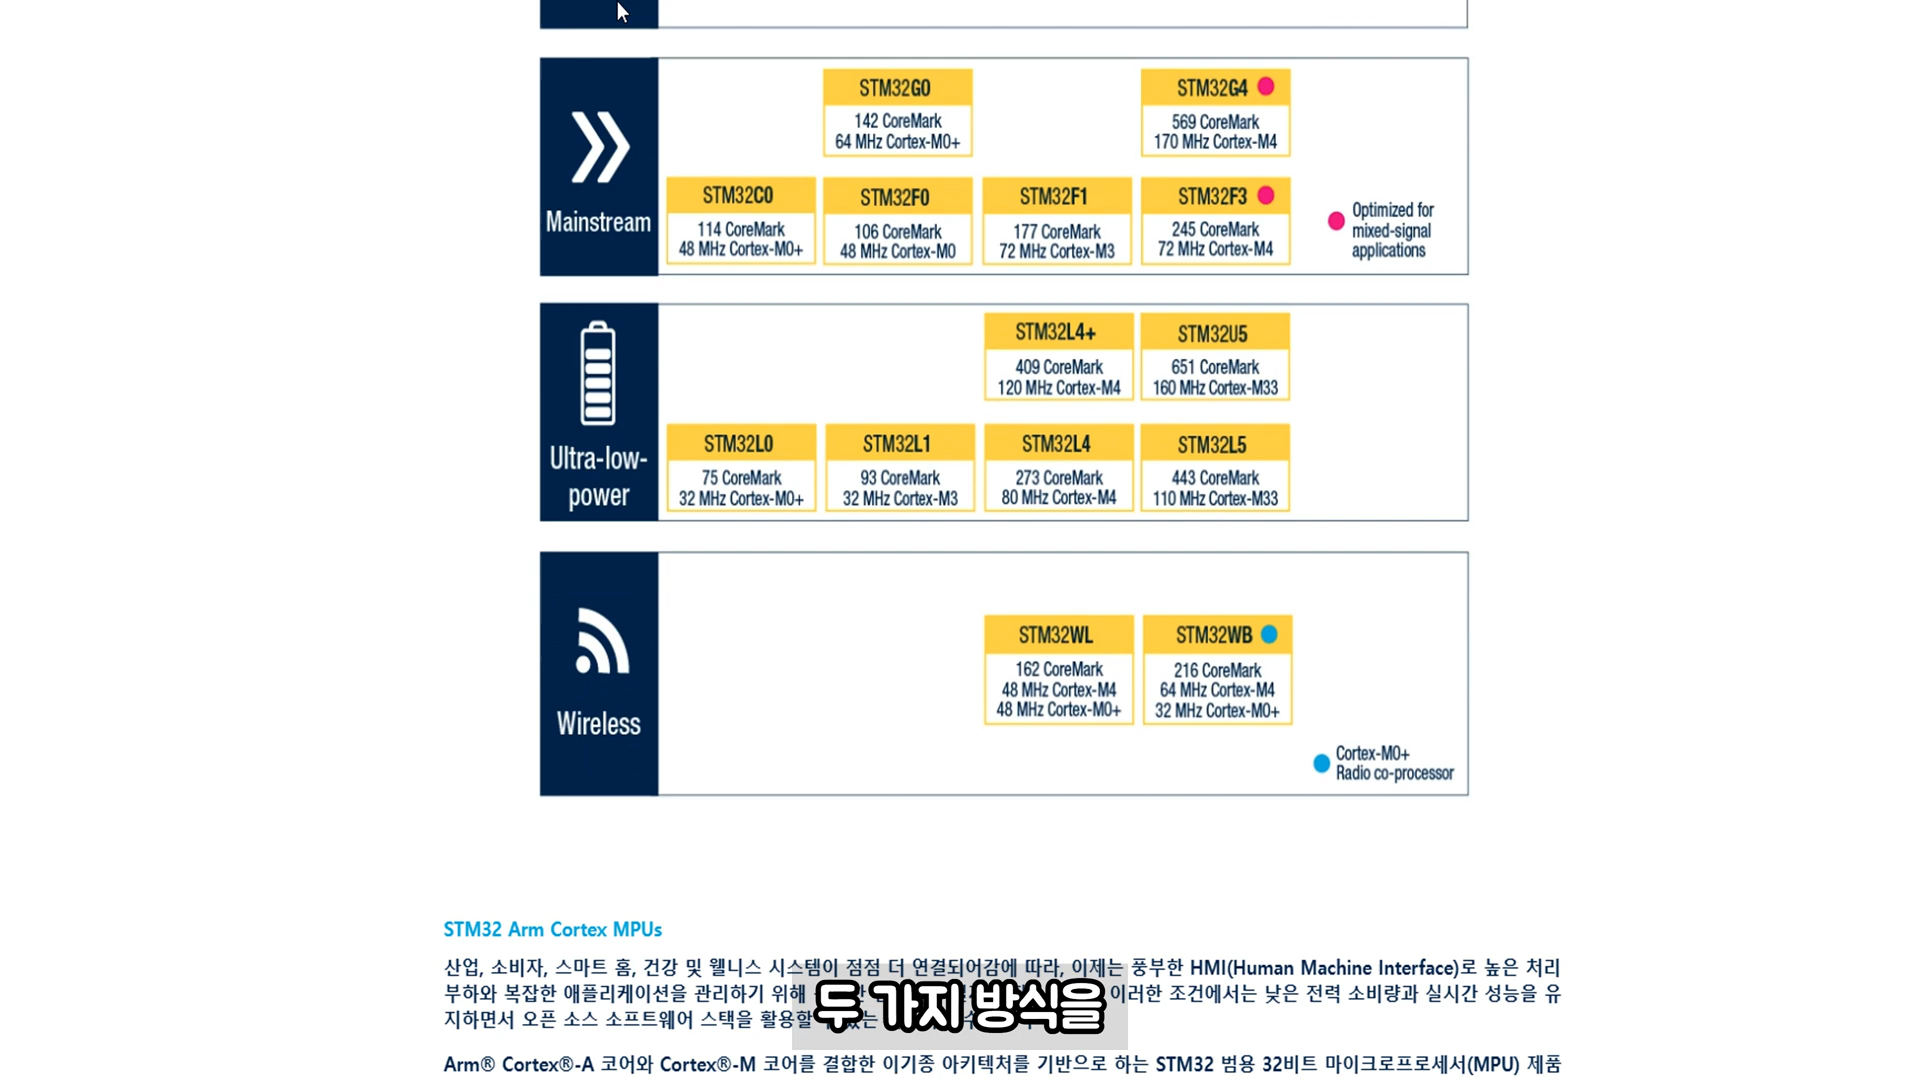 Mainstream
STM32G0
142 CoreMark
64 MHz Cortex-M0+
STM32G4
569 CoreMark
170 MHz Cortex-M4
STM32C0
114 CoreMark
48 MHz Cortex-M0+
STM32F0
106 CoreMark
48 MHz Cortex-M0
STM32F1
177 CoreMark
72 MHz Cortex-M3
STM32F3
245 CoreMark
72 MHz Cortex-M4
Optimized for
mixed-signal
applications
Ultra-low-
power
STM32L4+
409 CoreMark
120 MHz Cortex-M4
STM32U5
651 CoreMark
160 MHz Cortex-M33
STM32L0
75 CoreMark
32 MHz Cortex-M0+
STM32L1
93 CoreMark
32 MHz Cortex-M3
STM32L4
273 CoreMark
80 MHz Cortex-M4
STM32L5
443 CoreMark
110 MHz Cortex-M33
Wireless
STM32WL
162 CoreMark
48 MHz Cortex-M4
48 MHz Cortex-M0+
STM32WB
216 CoreMark
64 MHz Cortex-M4
32 MHz Cortex-M0+
Cortex-M0+
Radio co-processor
STM32 Arm Cortex MPUs
산업, 소비자, 스마트 홈, 건강 및 웰니스 시스템이 점점 더 연결되어감에 따라, 이제는 풍부한 HMI(Human Machine Interface)로 높은 처리
부하와 복잡한 애플리케이션을 관리하기 위해 이러한 조건에서는 낮은 전력 소비량과 실시간 성능을 유
지하면서 오픈 소스 소프트웨어 스택을 활용할
두 가지 방식을
Arm® Cortex®-A 코어와 Cortex®-M 코어를 결합한 이기종 아키텍처를 기반으로 하는 STM32 범용 32비트 마이크로프로세서(MPU) 제품